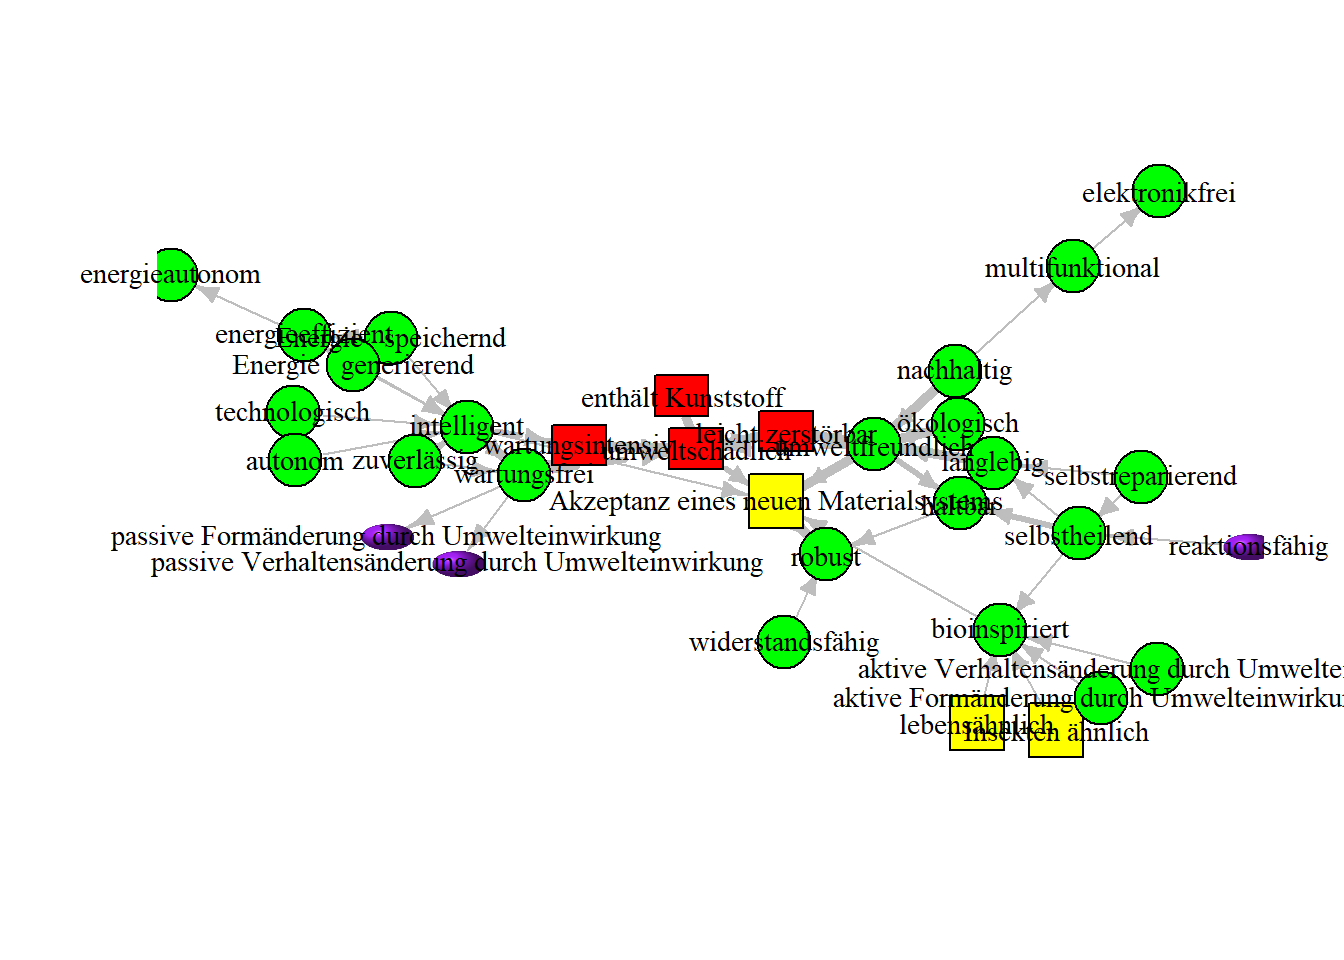 elektronikfrei
multifunktional
energieautonom
energieeffizient
Energie speichernd
Energie generierend
nachhaltig
enthält Kunststoff
technologisch
ökologisch
intelligent
leicht zerstörbar
wartungsintensiv
umweltschädlich
umweltfreundlich
autonom
zuverlässig
langlebig
wartungsfrei
selbstreparierend
Akzeptanz eines neuen Materialsystems
haltbar
passive Formänderung durch Umwelteinwirkung
selbstheilend
reaktionsfähig
passive Verhaltensänderung durch Umwelteinwirkung
robust
bioinspiriert
widerstandsfähig
aktive Verhaltensänderung durch Umweltei
aktive Formänderung durch Umwelteinwirku
lebensähnlich
Insekten ähnlich